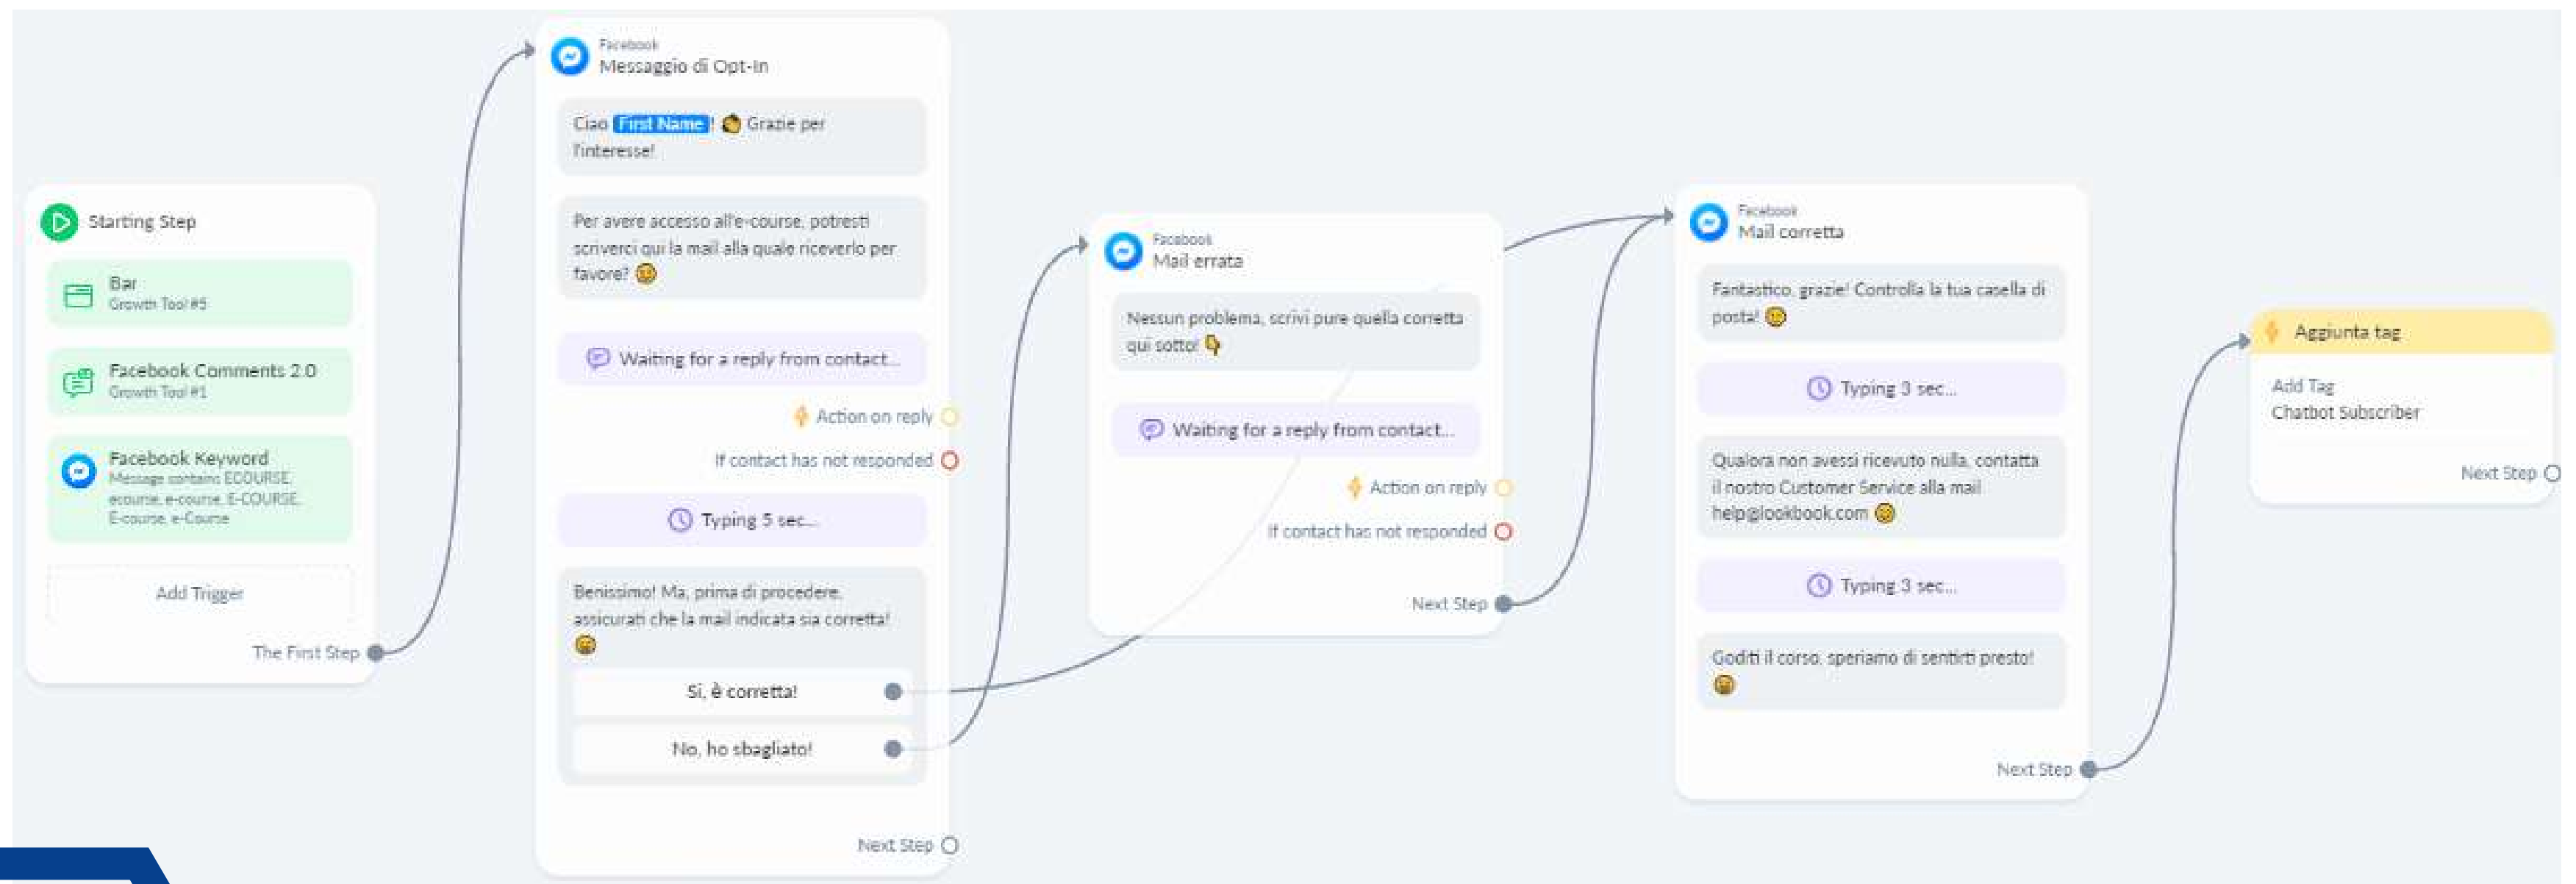 Starting Step
Bar
Growth Tool #5
Facebook Comments 2.0
Growth Tool #1
Facebook Keyword
Message contains ECOURSE,
ecourse, e-course, E-COURSE,
E-course, e-Course
Add Trigger
The First Step
Facebook
Messaggio di Opt-In
Ciao First Name! Grazie per
l'interesse!
Per avere accesso all'e-course, potresti
scriverci qui la mail alla quale riceverlo per
favore?
Waiting for a reply from contact...
Action on reply
If contact has not responded
Typing 5 sec...
Benissimo! Ma, prima di procedere,
assicurati che la mail indicata sia corretta!
Sì, è corretta!
No, ho sbagliato!
Next Step
Facebook
Mail errata
Nessun problema, scrivi pure quella corretta
qui sotto!
Waiting for a reply from contact...
Action on reply
If contact has not responded
Next Step
Facebook
Mail corretta
Fantastico, grazie! Controlla la tua casella di
posta!
Typing 3 sec...
Qualora non avessi ricevuto nulla, contatta
il nostro Customer Service alla mail
help@lookbook.com
Typing 3 sec...
Goditi il corso, speriamo di sentirti presto!
Next Step
Aggiunta tag
Add Tag
Chatbot Subscriber
Next Step